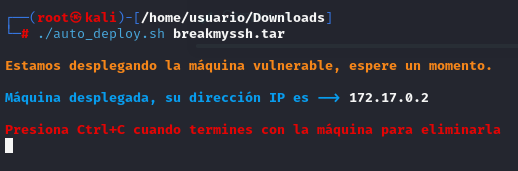 (root㉿kali)-[/home/usuario/Downloads]
# ./auto_deploy.sh breakmyssh.tar
Estamos desplegando la máquina vulnerable, espere un momento.
Máquina desplegada, su dirección IP es --> 172.17.0.2
Presiona Ctrl+C cuando termines con la máquina para eliminarla